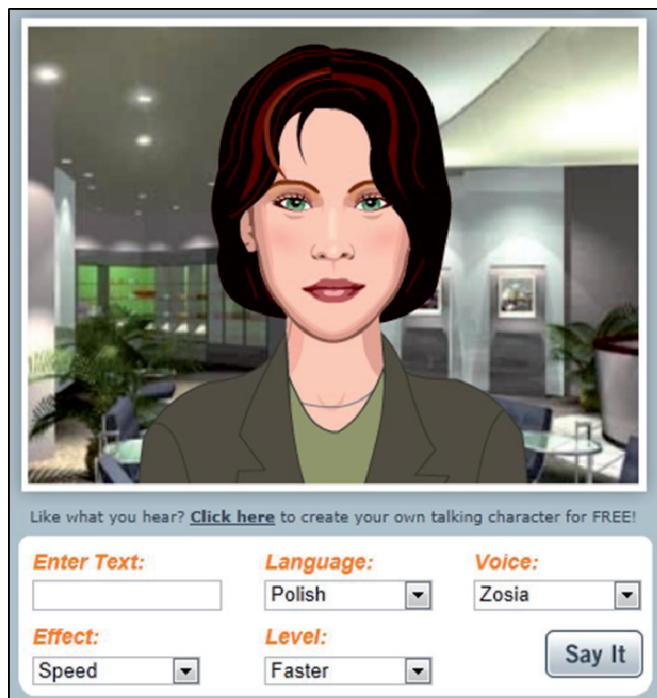 Like what you hear? Click here to create your own talking character for FREE!
Enter Text: Language: Voice:
Polish Zosia
Effect: Level:
Speed Faster Say It